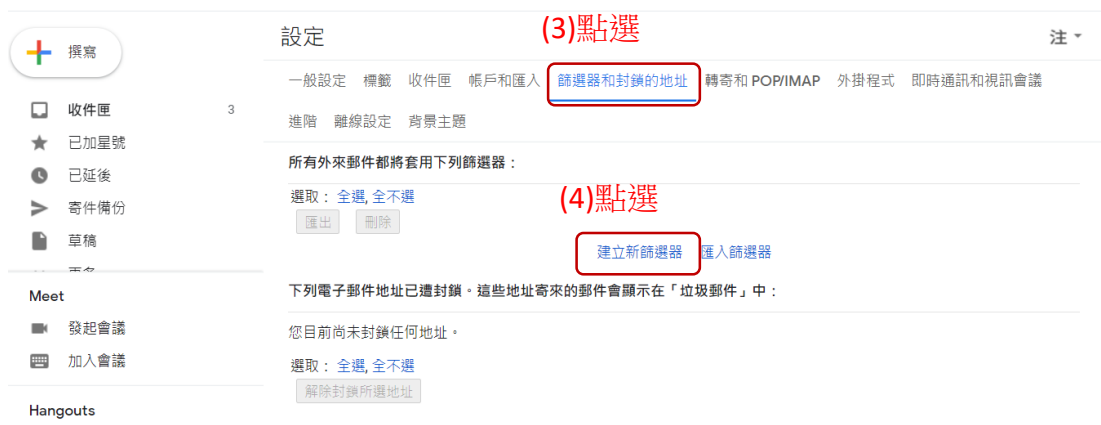 (3)點選
撰寫
設定
注
一般設定 標籤 收件匣 帳戶和匯入 篩選器和封鎖的地址 轉寄和 POP/IMAP 外掛程式 即時通訊和視訊會議
收件匣 3
進階 離線設定 背景主題
已加星號
所有外來郵件都將套用下列篩選器：
已延後
選取： 全選, 全不選
(4)點選
寄件備份
匯出 刪除
草稿
建立新篩選器 匯入篩選器
Meet
下列電子郵件地址已遭封鎖。這些地址寄來的郵件會顯示在「垃圾郵件」中：
發起會議
您目前尚未封鎖任何地址。
加入會議
選取： 全選, 全不選
解除封鎖所選地址
Hangouts